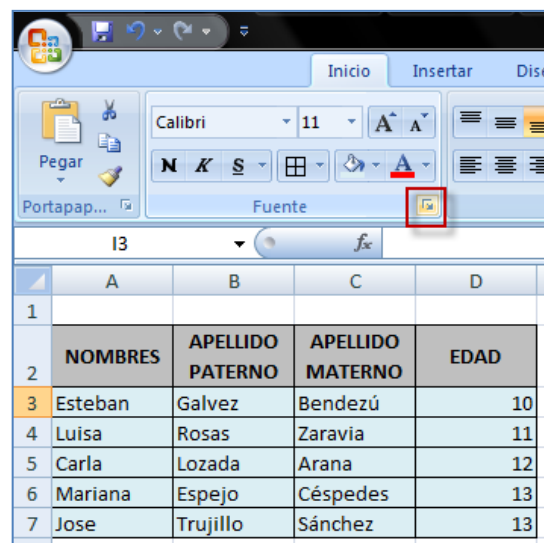 Inicio Insertar Dise
Calibri 11 A A
Pegar N K S A
Portapap... Fuente
I3 fx
A B C D
1
2 NOMBRES APELLIDO PATERNO APELLIDO MATERNO EDAD
3 Esteban Galvez Bendezú 10
4 Luisa Rosas Zaravia 11
5 Carla Lozada Arana 12
6 Mariana Espejo Céspedes 13
7 Jose Trujillo Sánchez 13